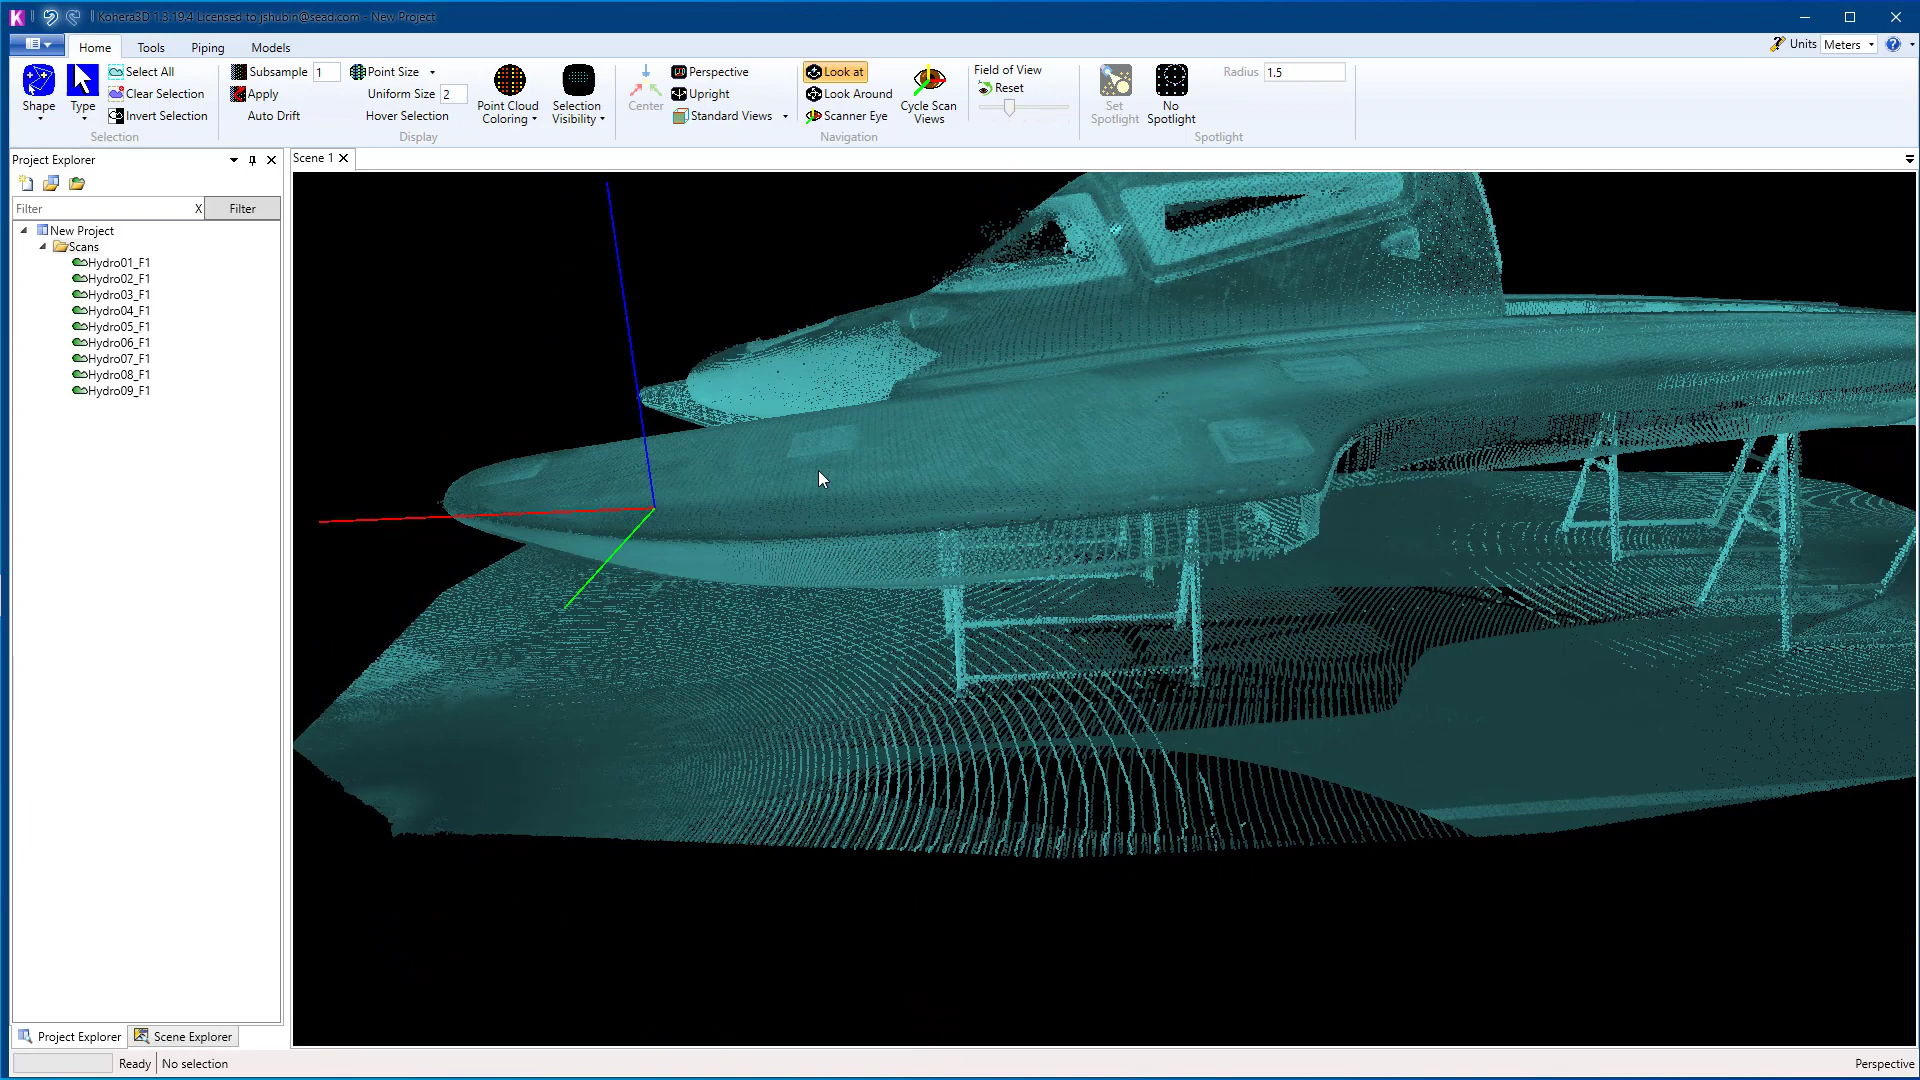 Kohera3D 1.3.19.4 Licensed to jshubin@sead.com - New Project
Home Tools Piping Models Units Meters
Shape
Type
Select All
Clear Selection
Invert Selection
Selection
Subsample 1
Apply
Auto Drift
Point Size
Uniform Size 2
Hover Selection
Point Cloud
Coloring
Selection
Visibility
Display
Center
Perspective
Upright
Standard Views
Look at
Look Around
Scanner Eye
Cycle Scan
Views
Navigation
Field of View
Reset
Set
Spotlight
No
Spotlight
Radius 1.5
Spotlight
Project Explorer
Scene 1
Filter X Filter
New Project
Scans
Hydro01_F1
Hydro02_F1
Hydro03_F1
Hydro04_F1
Hydro05_F1
Hydro06_F1
Hydro07_F1
Hydro08_F1
Hydro09_F1
Project Explorer Scene Explorer
Ready No selection Perspective